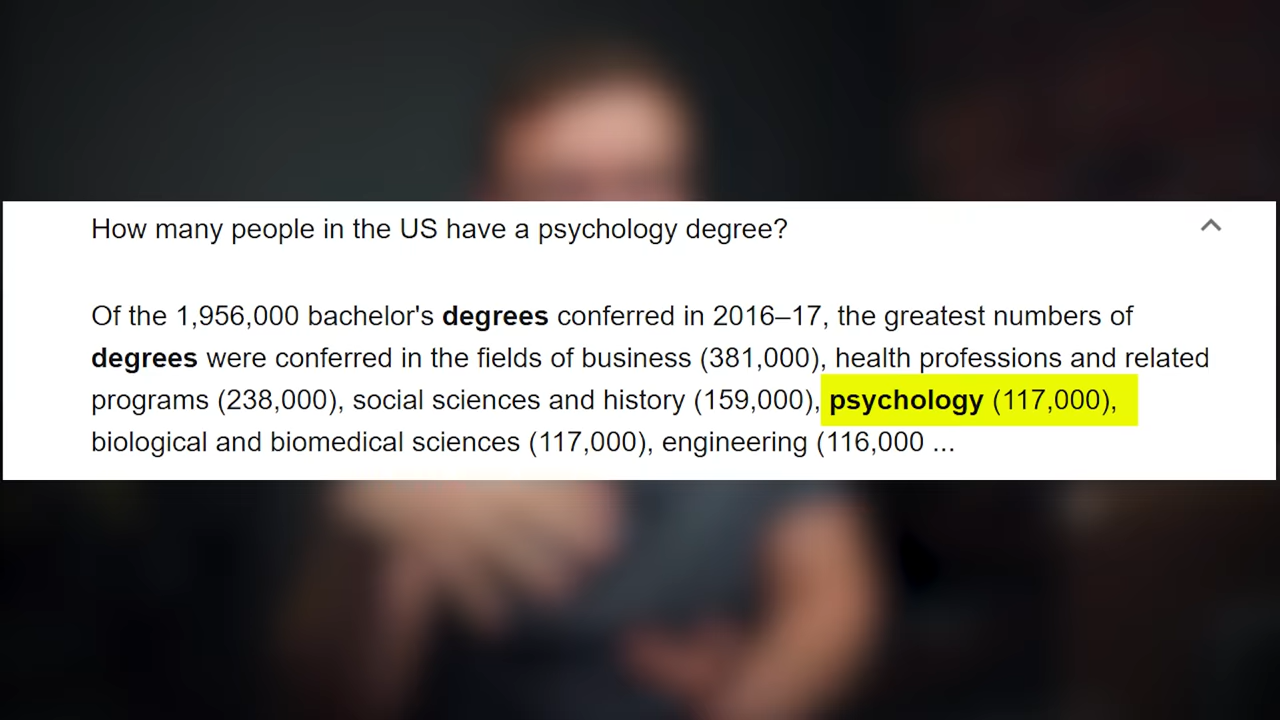 How many people in the US have a psychology degree?
Of the 1,956,000 bachelor's degrees conferred in 2016–17, the greatest numbers of
degrees were conferred in the fields of business (381,000), health professions and related
programs (238,000), social sciences and history (159,000), psychology (117,000),
biological and biomedical sciences (117,000), engineering (116,000 ...